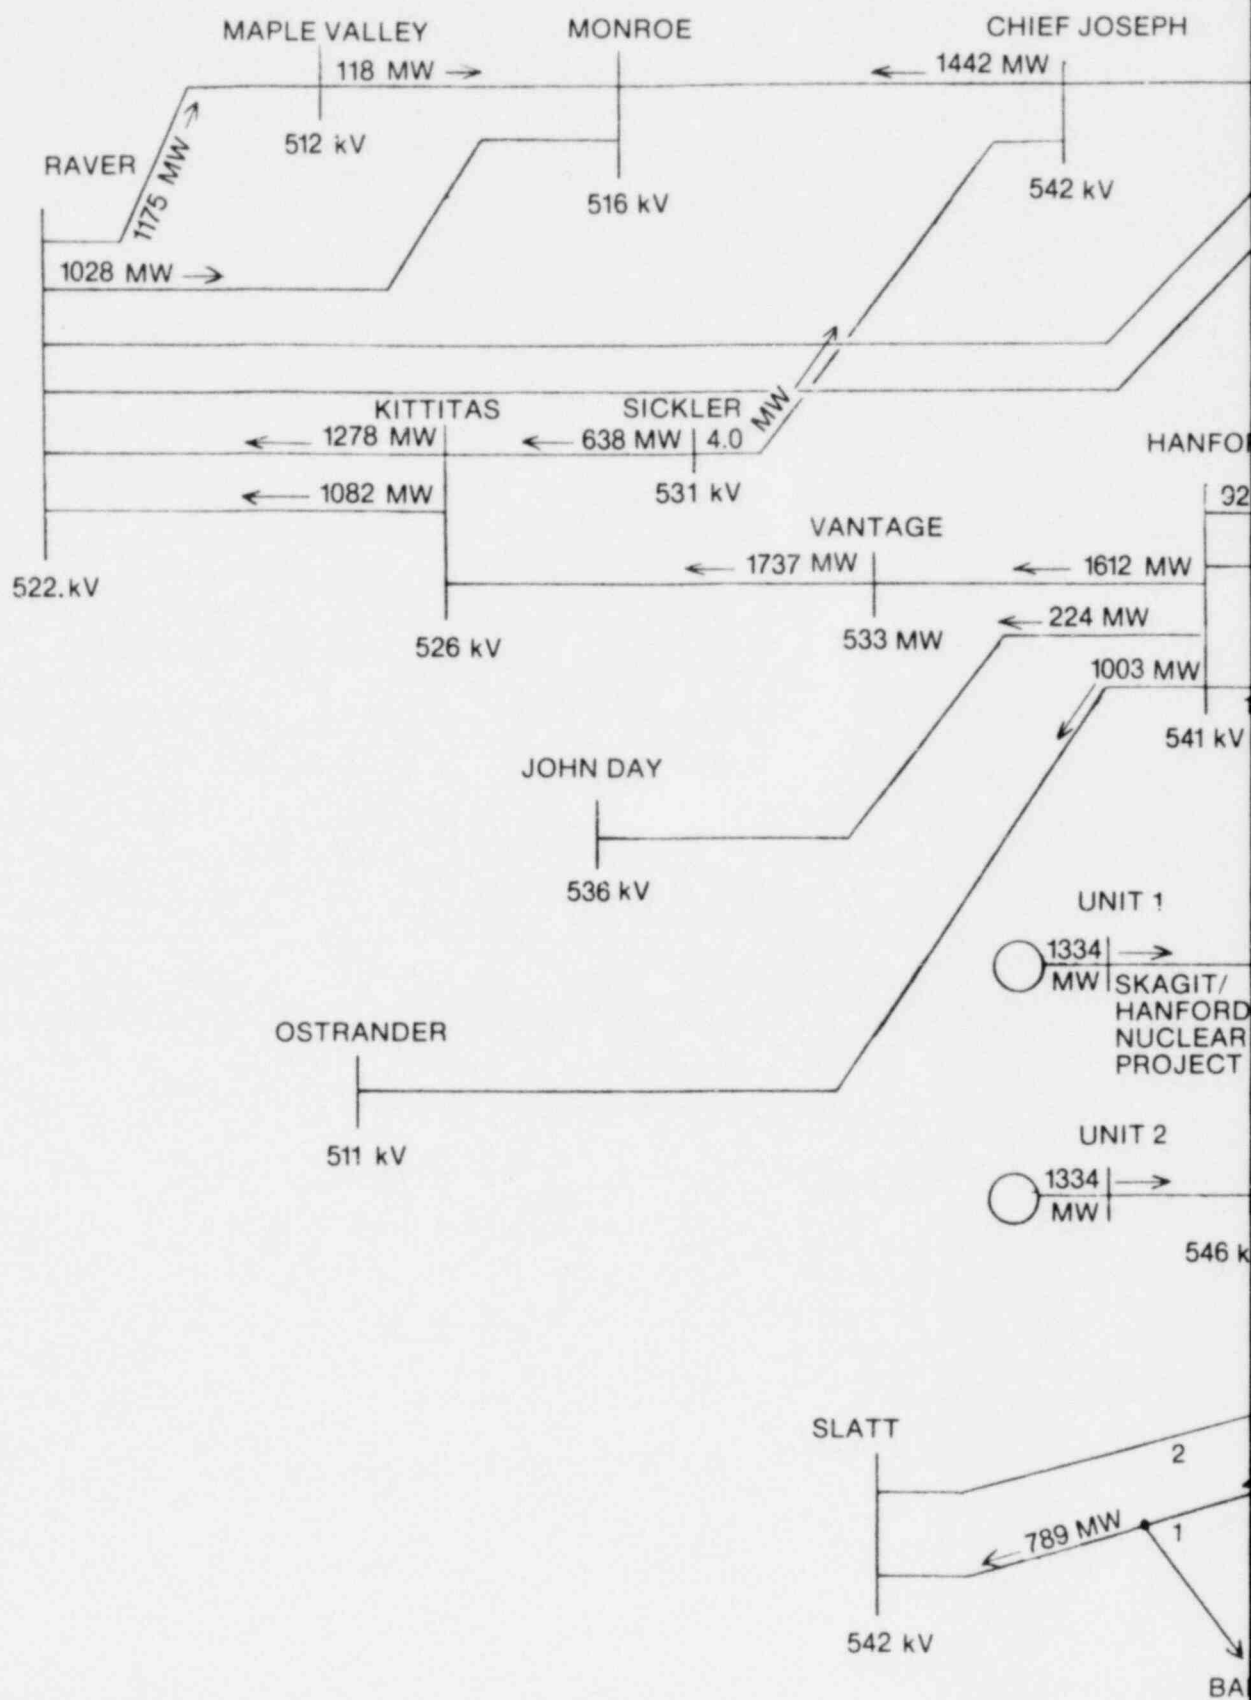 MAPLE VALLEY
MONROE
CHIEF JOSEPH
118 MW
1442 MW
512 kV
RAVER
1175 MW
516 kV
542 kV
1028 MW
KITTITAS
SICKLER
MW
1278 MW
638 MW
4.0
HANFOR
1082 MW
531 kV
92
VANTAGE
522. kV
1737 MW
1612 MW
224 MW
526 kV
533 MW
1003 MW
541 kV
JOHN DAY
536 kV
UNIT 1
1334
MW
SKAGIT/
HANFORD
NUCLEAR
PROJECT
OSTRANDER
511 kV
UNIT 2
1334
MW
546 k
SLATT
2
789 MW
1
542 kV
BA